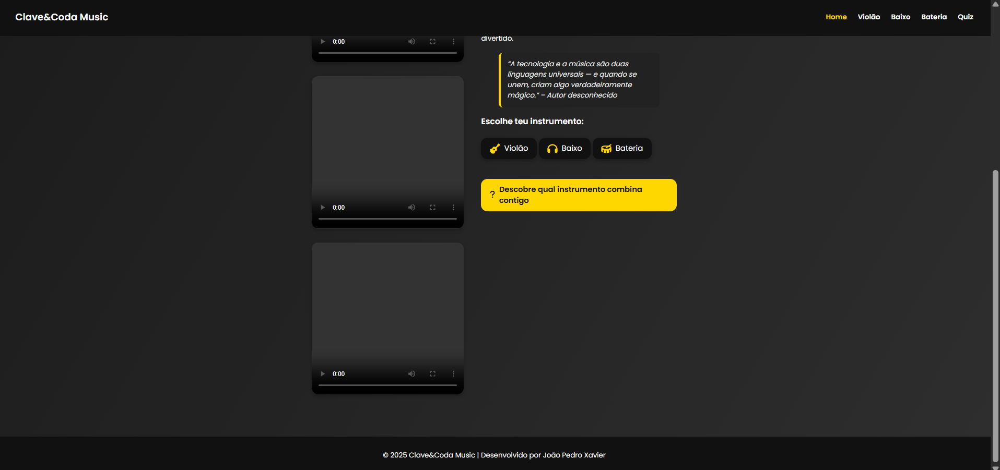 Clave&Coda Music
Home Violão Baixo Bateria Quiz
0:00
divertido.
“A tecnologia e a música são duas
linguagens universais — e quando se
unem, criam algo verdadeiramente
mágico.” – Autor desconhecido
Escolhe teu instrumento:
Violão Baixo Bateria
? Descobre qual instrumento combina
contigo
0:00
0:00
© 2025 Clave&Coda Music | Desenvolvido por João Pedro Xavier